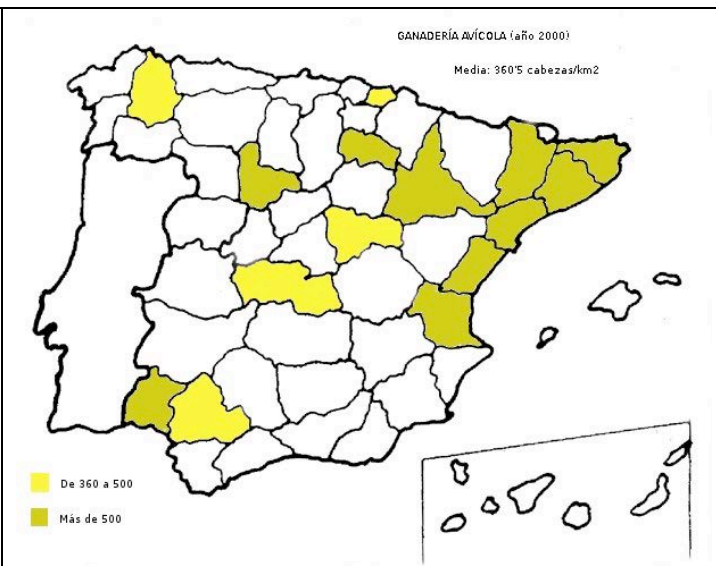 GANADERÍA AVÍCOLA (año 2000)
Media: 360'5 cabezas/km2
De 360 a 500
Más de 500